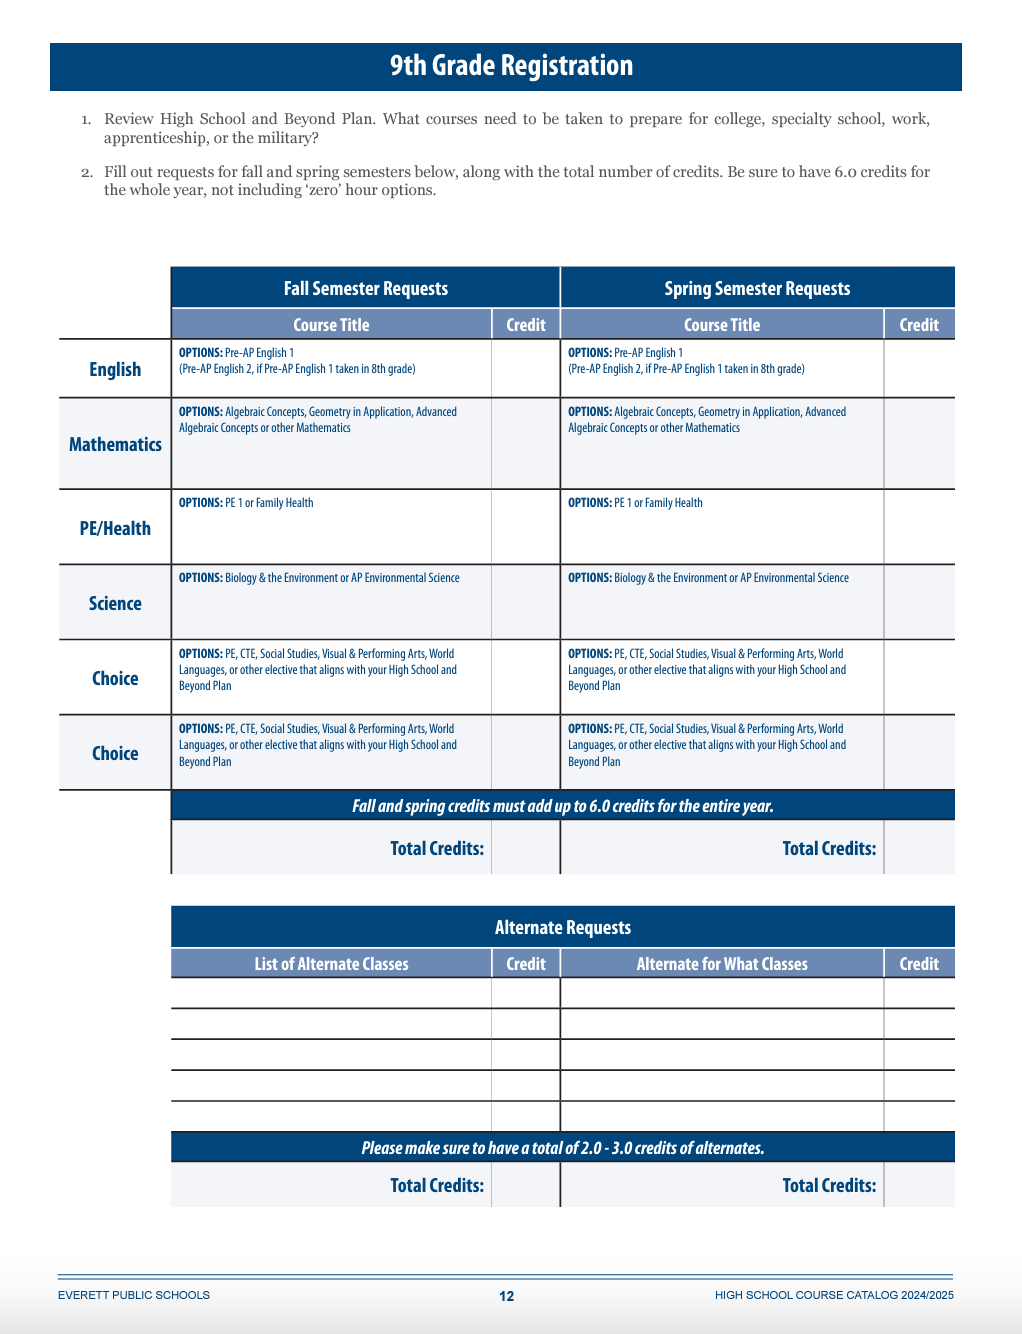 9th Grade Registration
1. Review High School and Beyond Plan. What courses need to be taken to prepare for college, specialty school, work,
apprenticeship, or the military?
2. Fill out requests for fall and spring semesters below, along with the total number of credits. Be sure to have 6.0 credits for
the whole year, not including ‘zero’ hour options.
Fall Semester Requests Spring Semester Requests
Course Title Credit Course Title Credit
English
OPTIONS: Pre-AP English 1
(Pre-AP English 2, if Pre-AP English 1 taken in 8th grade)
OPTIONS: Pre-AP English 1
(Pre-AP English 2, if Pre-AP English 1 taken in 8th grade)
Mathematics
OPTIONS: Algebraic Concepts, Geometry in Application, Advanced
Algebraic Concepts or other Mathematics
OPTIONS: Algebraic Concepts, Geometry in Application, Advanced
Algebraic Concepts or other Mathematics
PE/Health
OPTIONS: PE 1 or Family Health
OPTIONS: PE 1 or Family Health
Science
OPTIONS: Biology & the Environment or AP Environmental Science
OPTIONS: Biology & the Environment or AP Environmental Science
Choice
OPTIONS: PE, CTE, Social Studies, Visual & Performing Arts, World
Languages, or other elective that aligns with your High School and
Beyond Plan
OPTIONS: PE, CTE, Social Studies, Visual & Performing Arts, World
Languages, or other elective that aligns with your High School and
Beyond Plan
Choice
OPTIONS: PE, CTE, Social Studies, Visual & Performing Arts, World
Languages, or other elective that aligns with your High School and
Beyond Plan
OPTIONS: PE, CTE, Social Studies, Visual & Performing Arts, World
Languages, or other elective that aligns with your High School and
Beyond Plan
Fall and spring credits must add up to 6.0 credits for the entire year.
Total Credits: Total Credits:
Alternate Requests
List of Alternate Classes Credit Alternate for What Classes Credit
Please make sure to have a total of 2.0 - 3.0 credits of alternates.
Total Credits: Total Credits:
EVERETT PUBLIC SCHOOLS 12 HIGH SCHOOL COURSE CATALOG 2024/2025